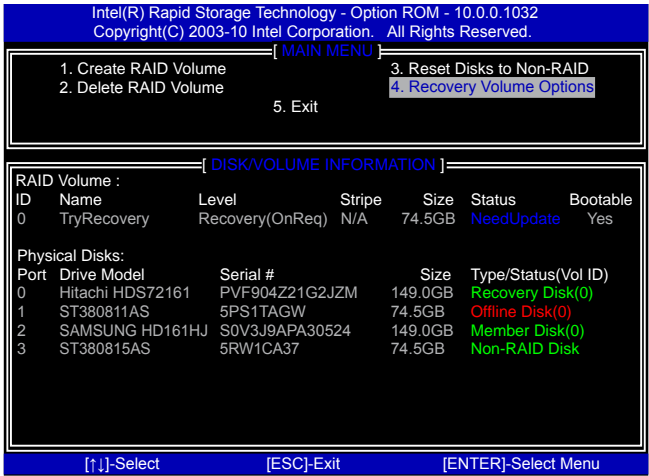 Intel(R) Rapid Storage Technology - Option ROM - 10.0.0.1032
Copyright(C) 2003-10 Intel Corporation. All Rights Reserved.
[ MAIN MENU ]
1. Create RAID Volume 3. Reset Disks to Non-RAID
2. Delete RAID Volume 4. Recovery Volume Options
5. Exit
[ DISK/VOLUME INFORMATION ]
RAID Volume :
ID Name Level Stripe Size Status Bootable
0 TryRecovery Recovery(OnReq) N/A 74.5GB NeedUpdate Yes
Physical Disks:
Port Drive Model Serial # Size Type/Status(Vol ID)
0 Hitachi HDS72161 PVF904Z21G2JZM 149.0GB Recovery Disk(0)
1 ST380811AS 5PS1TAGW 74.5GB Offline Disk(0)
2 SAMSUNG HD161HJ S0V3J9APA30524 149.0GB Member Disk(0)
3 ST380815AS 5RW1CA37 74.5GB Non-RAID Disk
[↑↓]-Select [ESC]-Exit [ENTER]-Select Menu